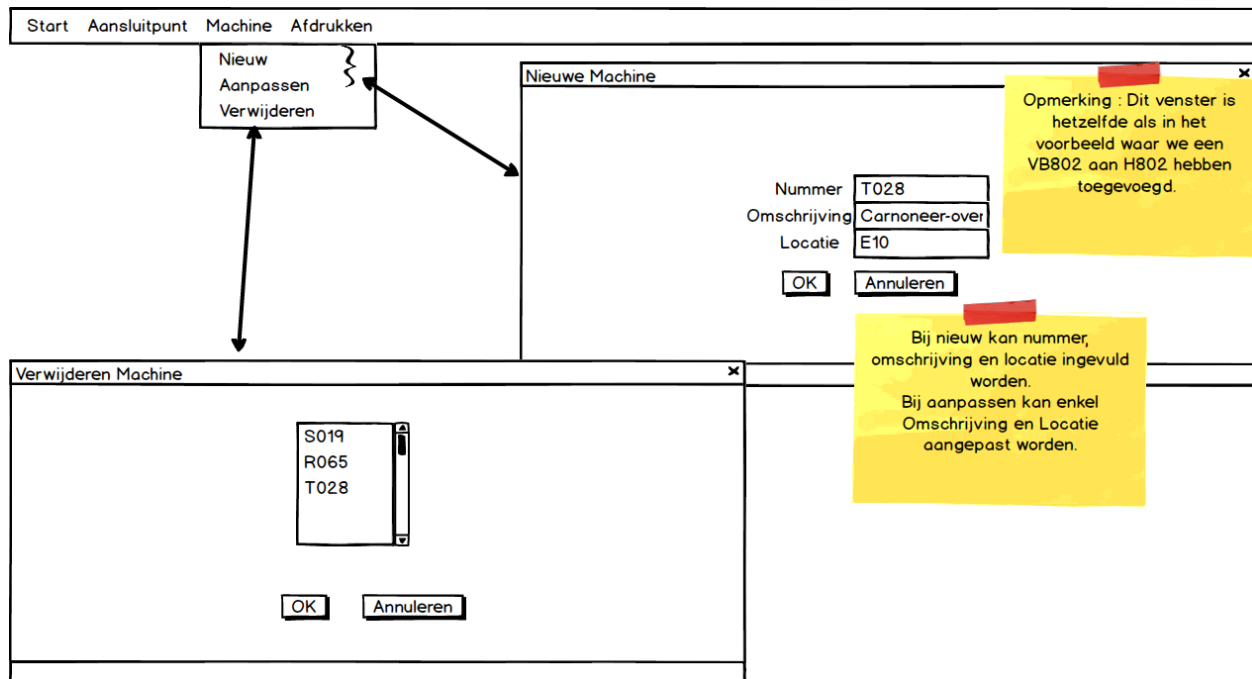 Start Aansluitpunt Machine Afdrukken
Nieuw
Aanpassen
Verwijderen
Nieuwe Machine
Opmerking : Dit venster is
hetzelfde als in het
voorbeeld waar we een
VB802 aan H802 hebben
toegevoegd.
Nummer T028
Omschrijving Carnoneer-over
Locatie E10
OK Annuleren
Bij nieuw kan nummer,
omschrijving en locatie ingevuld
worden.
Bij aanpassen kan enkel
Omschrijving en Locatie
aangepast worden.
Verwijderen Machine
S019
R065
T028
OK Annuleren